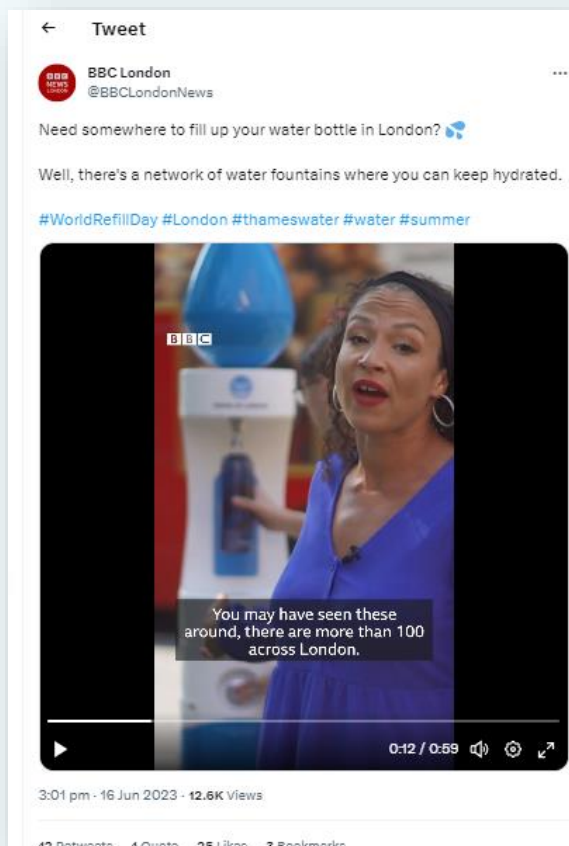 Tweet
BBC London
@BBCLondonNews
Need somewhere to fill up your water bottle in London?
Well, there's a network of water fountains where you can keep hydrated.
#WorldRefillDay #London #thameswater #water #summer
BBC
You may have seen these
around, there are more than 100
across London.
0:12 / 0:59
3:01 pm · 16 Jun 2023 · 12.6K Views